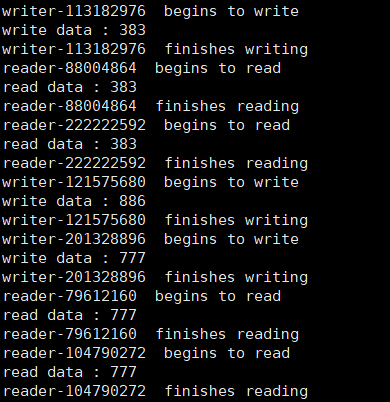 writer-113182976  begins to write
write data : 383
writer-113182976  finishes writing
reader-88004864  begins to read
read data : 383
reader-88004864  finishes reading
reader-222222592  begins to read
read data : 383
reader-222222592  finishes reading
writer-121575680  begins to write
write data : 886
writer-121575680  finishes writing
writer-201328896  begins to write
write data : 777
writer-201328896  finishes writing
reader-79612160  begins to read
read data : 777
reader-79612160  finishes reading
reader-104790272  begins to read
read data : 777
reader-104790272  finishes reading